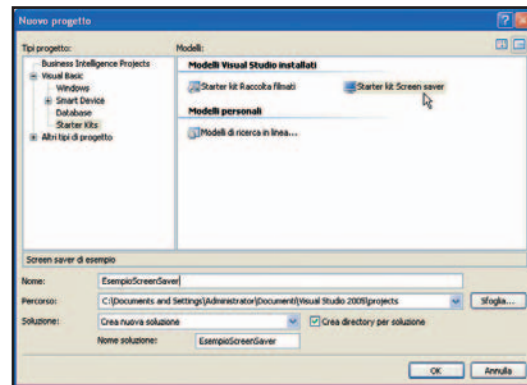 Nuovo progetto
Tipi progetto:
Modelli:
Business Intelligence Projects
Visual Basic
Windows
Smart Device
Database
Starter Kits
Altri tipi di progetto
Modelli Visual Studio installati
Starter kit Raccolta filmati
Starter kit Screen saver
Modelli personali
Modelli di ricerca in linea...
Screen saver di esempio
Nome:
EsempioScreenSaver
Percorso:
C:\Documents and Settings\Administrator\Documenti\Visual Studio 2005\projects
Sfoglia...
Soluzione:
Crea nuova soluzione
Crea directory per soluzione
Nome soluzione:
EsempioScreenSaver
OK
Annulla